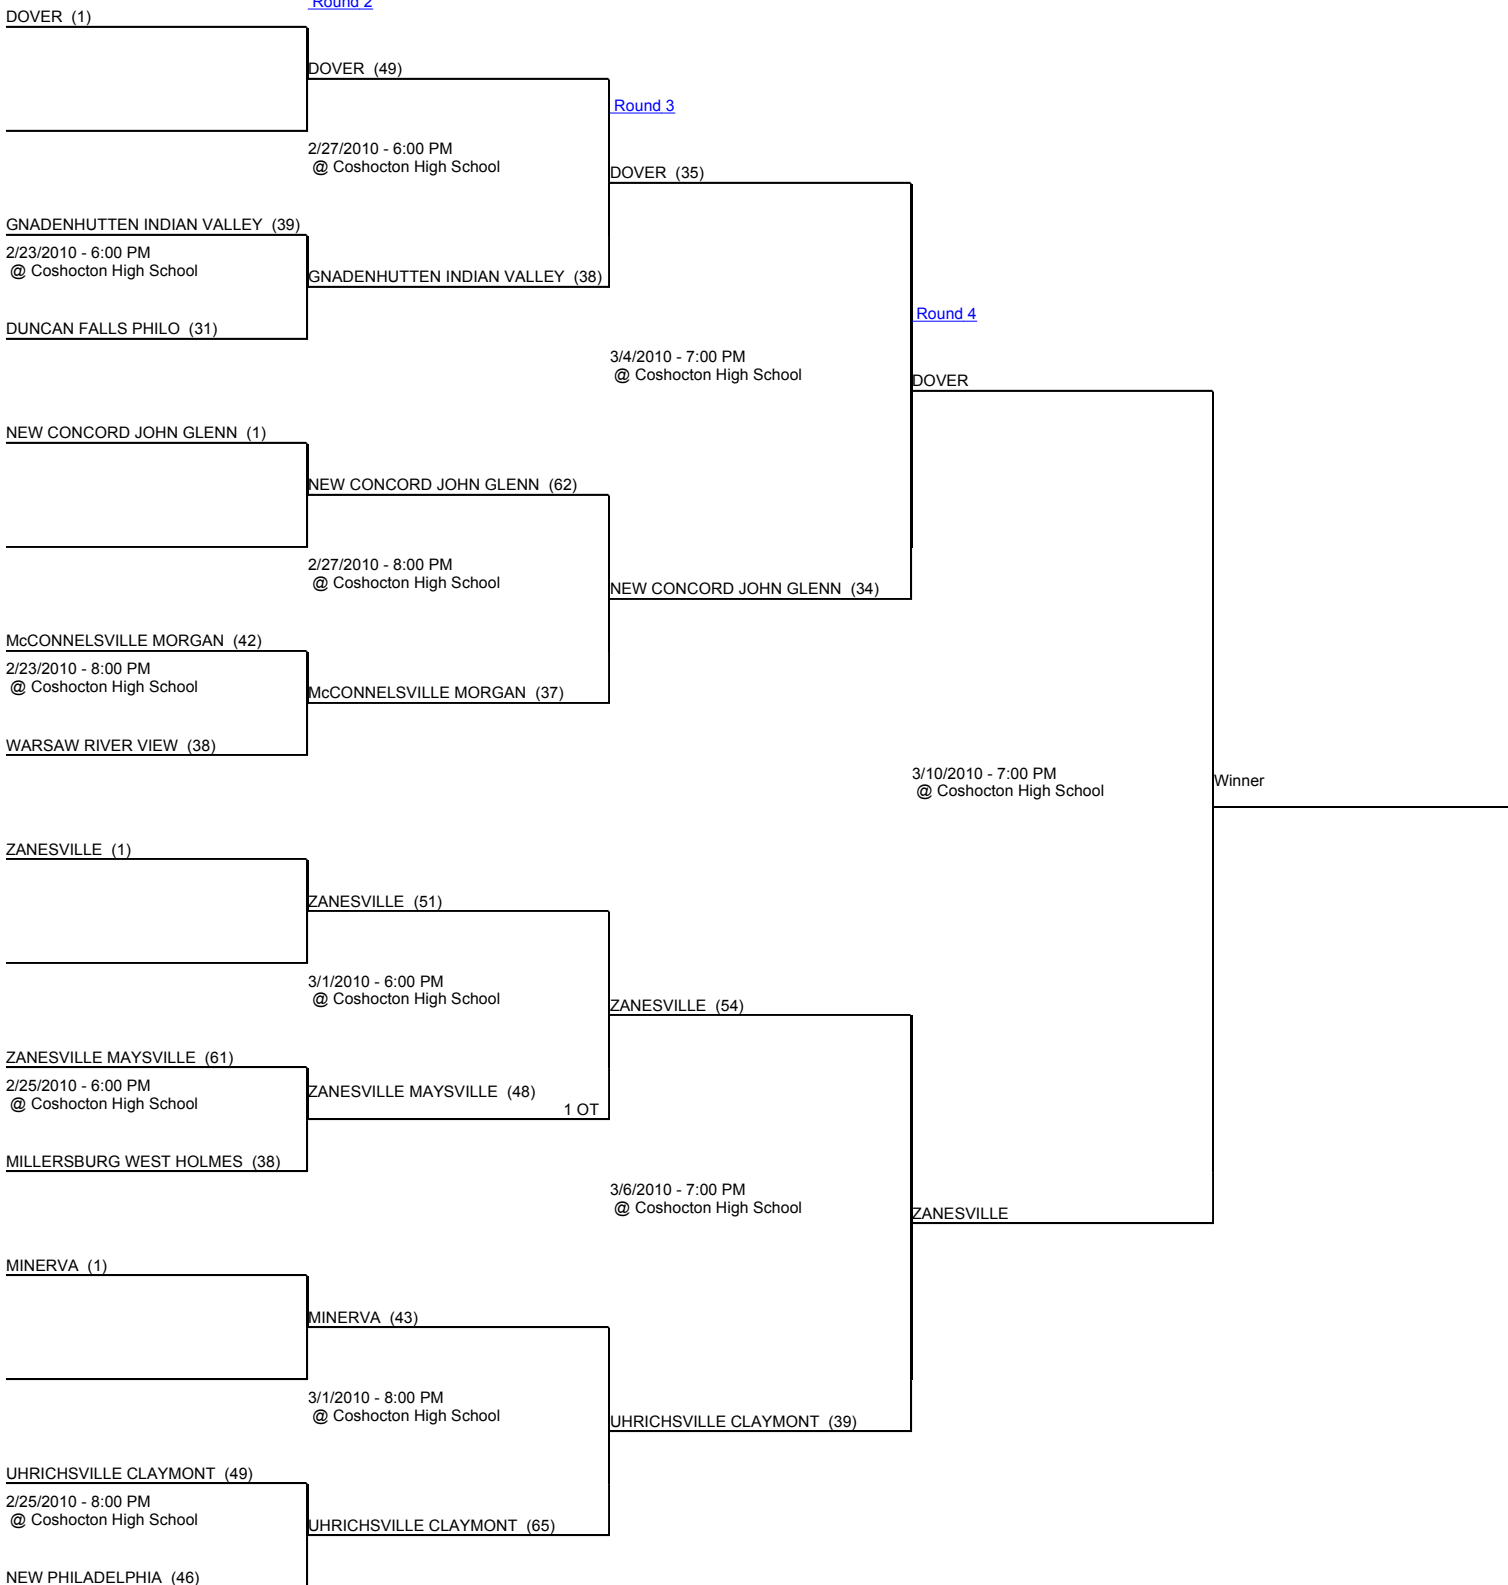 Round 2
DOVER (1)
DOVER (49)
Round 3
2/27/2010 - 6:00 PM
@ Coshocton High School
DOVER (35)
GNADENHUTTEN INDIAN VALLEY (39)
2/23/2010 - 6:00 PM
@ Coshocton High School
GNADENHUTTEN INDIAN VALLEY (38)
DUNCAN FALLS PHILO (31)
Round 4
3/4/2010 - 7:00 PM
@ Coshocton High School
DOVER
NEW CONCORD JOHN GLENN (1)
NEW CONCORD JOHN GLENN (62)
2/27/2010 - 8:00 PM
@ Coshocton High School
NEW CONCORD JOHN GLENN (34)
McCONNELSVILLE MORGAN (42)
2/23/2010 - 8:00 PM
@ Coshocton High School
McCONNELSVILLE MORGAN (37)
WARSAW RIVER VIEW (38)
3/10/2010 - 7:00 PM
@ Coshocton High School
Winner
ZANESVILLE (1)
ZANESVILLE (51)
3/1/2010 - 6:00 PM
@ Coshocton High School
ZANESVILLE (54)
ZANESVILLE MAYSVILLE (61)
2/25/2010 - 6:00 PM
@ Coshocton High School
ZANESVILLE MAYSVILLE (48)
1 OT
MILLERSBURG WEST HOLMES (38)
3/6/2010 - 7:00 PM
@ Coshocton High School
ZANESVILLE
MINERVA (1)
MINERVA (43)
3/1/2010 - 8:00 PM
@ Coshocton High School
UHRICHSVILLE CLAYMONT (39)
UHRICHSVILLE CLAYMONT (49)
2/25/2010 - 8:00 PM
@ Coshocton High School
UHRICHSVILLE CLAYMONT (65)
NEW PHILADELPHIA (46)